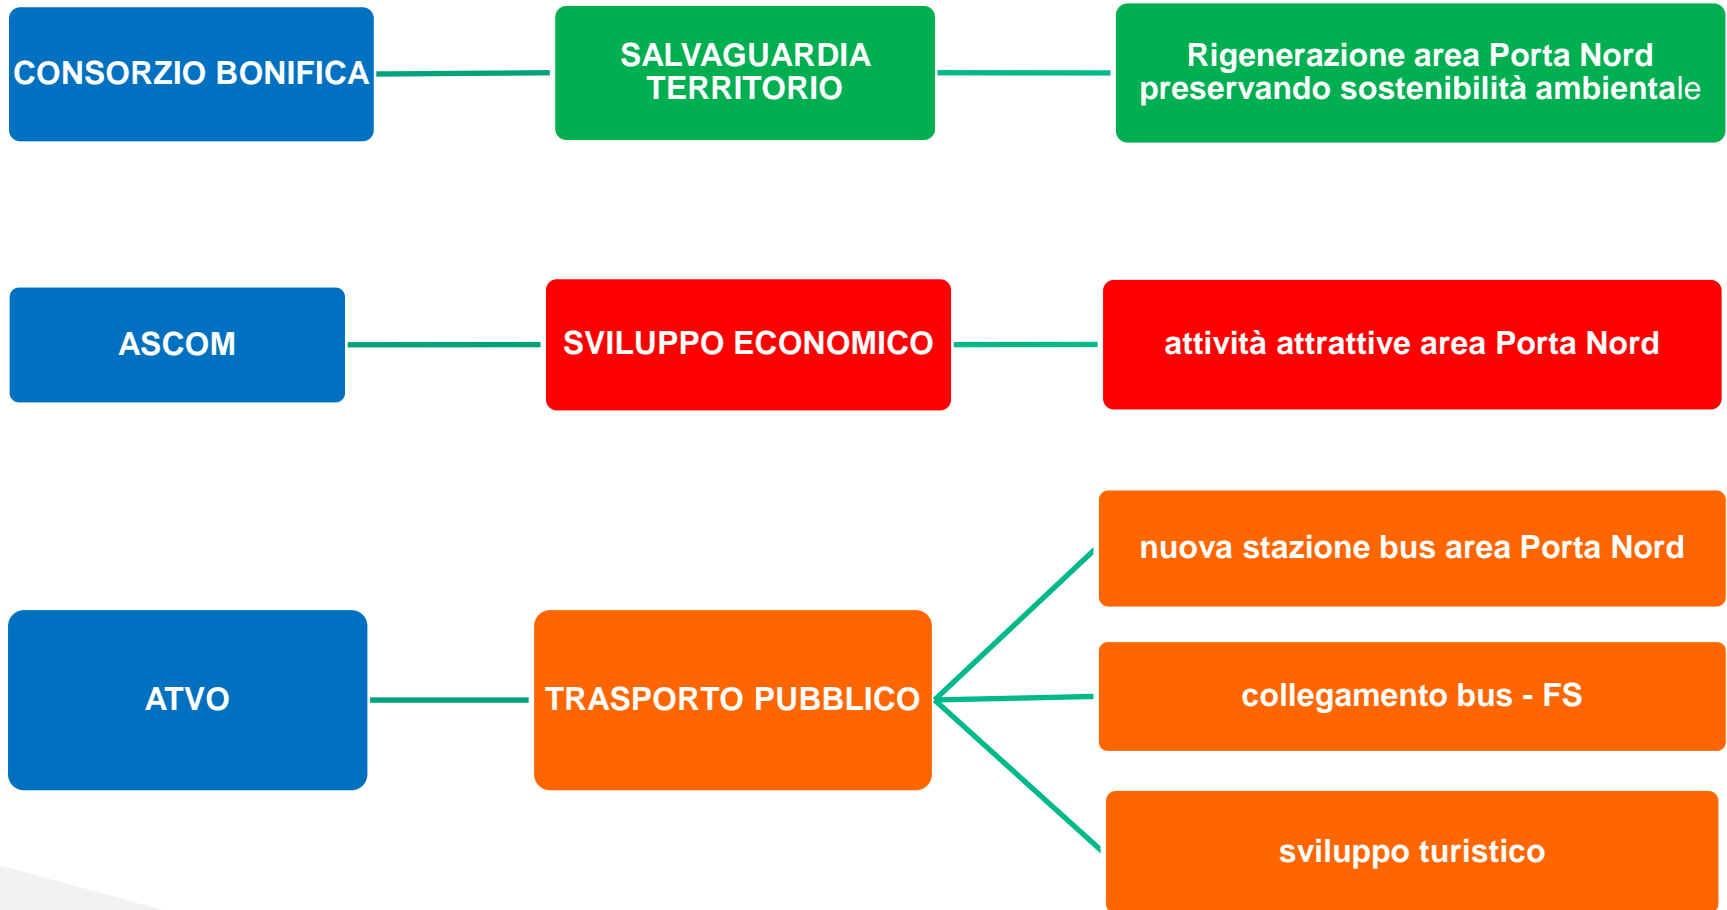 CONSORZIO BONIFICA
SALVAGUARDIA
TERRITORIO
Rigenerazione area Porta Nord
preservando sostenibilità ambientale
ASCOM
SVILUPPO ECONOMICO
attività attrattive area Porta Nord
ATVO
TRASPORTO PUBBLICO
nuova stazione bus area Porta Nord
collegamento bus - FS
sviluppo turistico